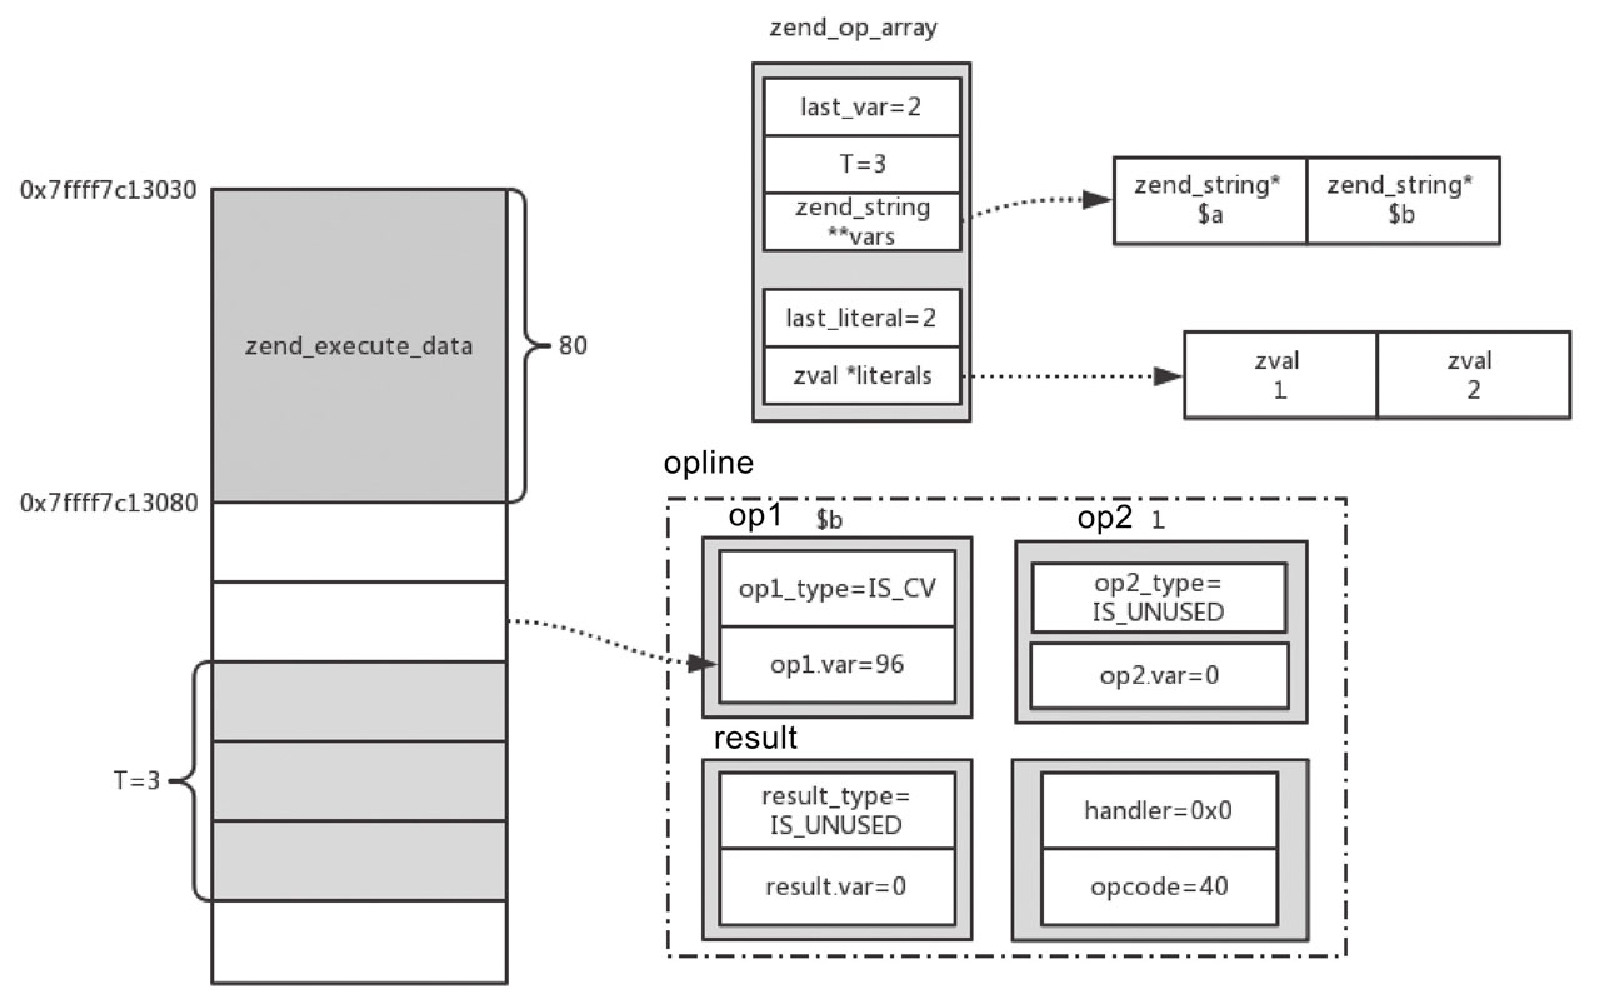 zend_op_array
last_var=2
T=3
zend_string
**vars
zend_string*
$a
zend_string*
$b
last_literal=2
zval *literals
zval
1
zval
2
0x7ffff7c13030
zend_execute_data
80
0x7ffff7c13080
T=3
opline
op1 $b
op1_type=IS_CV
op1.var=96
op2 1
op2_type=
IS_UNUSED
op2.var=0
result
result_type=
IS_UNUSED
result.var=0
handler=0x0
opcode=40